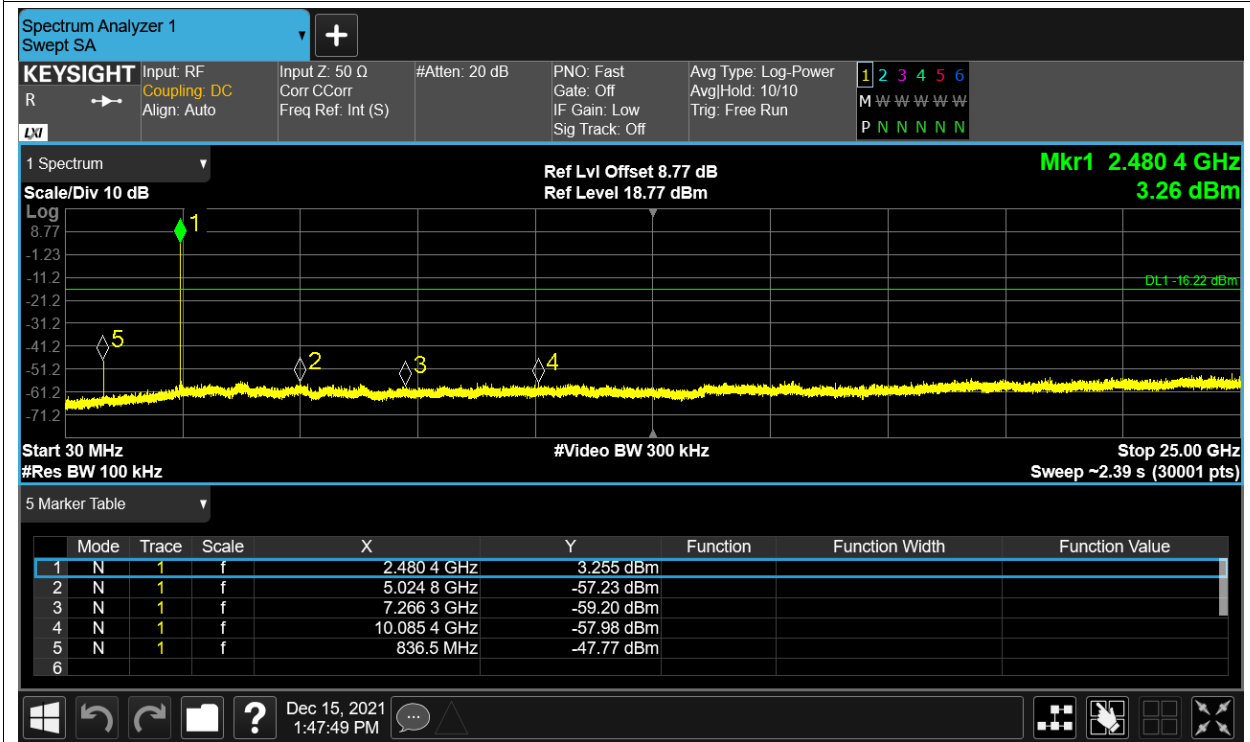 Spectrum Analyzer 1
Swept SA
KEYSIGHT
R
LXI
Input: RF
Coupling: DC
Align: Auto
Input Z: 50 Ω
Corr CCorr
Freq Ref: Int (S)
#Atten: 20 dB
PNO: Fast
Gate: Off
IF Gain: Low
Sig Track: Off
Avg Type: Log-Power
Avg|Hold: 10/10
Trig: Free Run
1 2 3 4 5 6
M W W W W W
P N N N N N
1 Spectrum
Scale/Div 10 dB
Ref Lvl Offset 8.77 dB
Ref Level 18.77 dBm
Mkr1 2.480 4 GHz
3.26 dBm
Log
8.77
-1.23
-11.2
-21.2
-31.2
-41.2
-51.2
-61.2
-71.2
1
DL1 -16.22 dBm
5
2
3
4
Start 30 MHz
#Res BW 100 kHz
#Video BW 300 kHz
Stop 25.00 GHz
Sweep ~2.39 s (30001 pts)
5 Marker Table
Mode Trace Scale X Y Function Function Width Function Value
1 N 1 f 2.480 4 GHz 3.255 dBm
2 N 1 f 5.024 8 GHz -57.23 dBm
3 N 1 f 7.266 3 GHz -59.20 dBm
4 N 1 f 10.085 4 GHz -57.98 dBm
5 N 1 f 836.5 MHz -47.77 dBm
6
?
Dec 15, 2021
1:47:49 PM